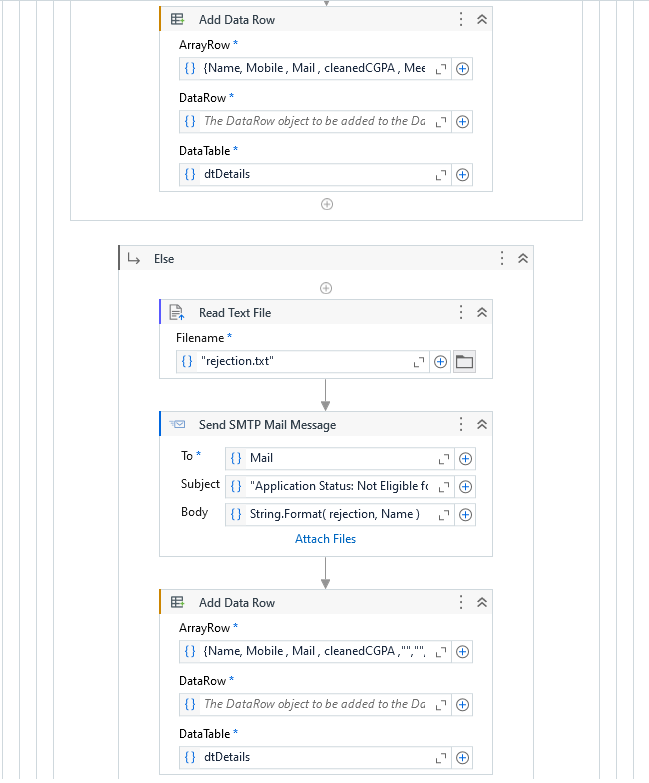 Add Data Row
ArrayRow *
{Name, Mobile , Mail , cleanedCGPA , Mee
DataRow *
The DataRow object to be added to the Da
DataTable *
dtDetails
Else
Read Text File
Filename *
"rejection.txt"
Send SMTP Mail Message
To * Mail
Subject "Application Status: Not Eligible fo
Body String.Format( rejection, Name )
Attach Files
Add Data Row
ArrayRow *
{Name, Mobile , Mail , cleanedCGPA ,"","",
DataRow *
The DataRow object to be added to the Da
DataTable *
dtDetails